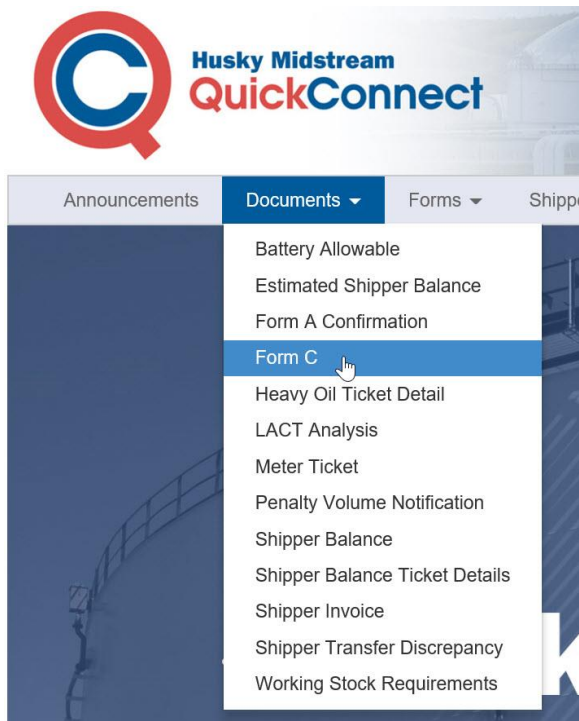 Husky Midstream
QuickConnect
Announcements Documents Forms
Battery Allowable
Estimated Shipper Balance
Form A Confirmation
Form C
Heavy Oil Ticket Detail
LACT Analysis
Meter Ticket
Penalty Volume Notification
Shipper Balance
Shipper Balance Ticket Details
Shipper Invoice
Shipper Transfer Discrepancy
Working Stock Requirements